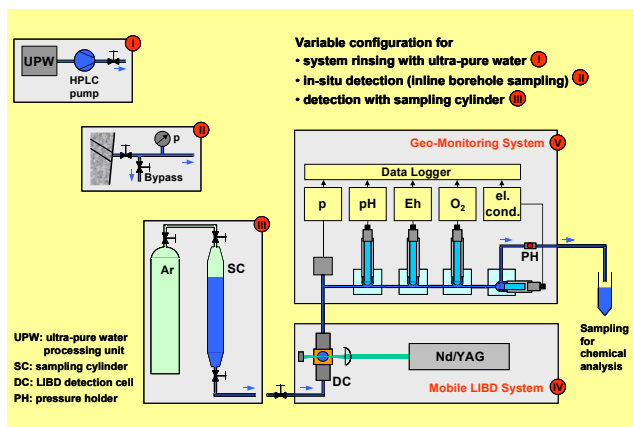 I
UPW
HPLC
pump
Variable configuration for
• system rinsing with ultra-pure water I
• in-situ detection (inline borehole sampling) II
• detection with sampling cylinder III
II
p
Bypass
Geo-Monitoring System V
Data Logger
p
pH
Eh
O2
el.
cond.
III
Ar
SC
PH
Sampling
for
chemical
analysis
UPW: ultra-pure water
processing unit
SC: sampling cylinder
DC: LIBD detection cell
PH: pressure holder
Nd/YAG
DC
Mobile LIBD System IV